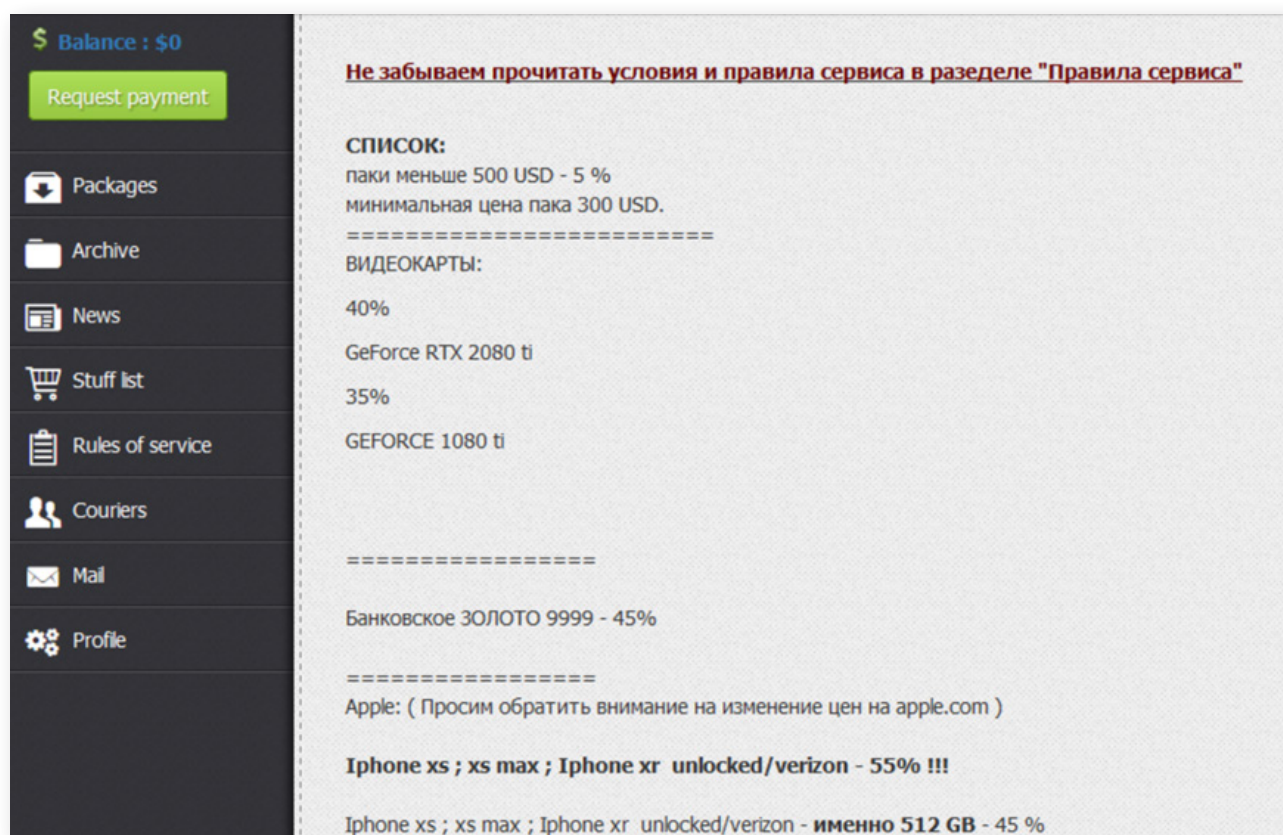 $ Balance : $0
Request payment
Packages
Archive
News
Stuff list
Rules of service
Couriers
Mail
Profile
Не забываем прочитать условия и правила сервиса в разеделе "Правила сервиса"
СПИСОК:
паки меньше 500 USD - 5 %
минимальная цена пака 300 USD.
=========================
ВИДЕОКАРТЫ:
40%
GeForce RTX 2080 ti
35%
GEFORCE 1080 ti
=================
Банковское ЗОЛОТО 9999 - 45%
=================
Apple: ( Просим обратить внимание на изменение цен на apple.com )
Iphone xs ; xs max ; Iphone xr unlocked/verizon - 55% !!!
Iphone xs ; xs max ; Iphone xr unlocked/verizon - именно 512 GB - 45 %